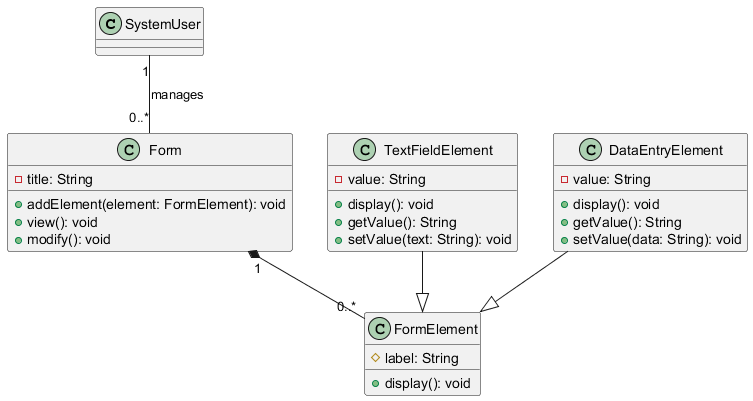 C SystemUser
1
manages
0..*
C Form
title: String
addElement(element: FormElement): void
view(): void
modify(): void
C TextFieldElement
value: String
display(): void
getValue(): String
setValue(text: String): void
C DataEntryElement
value: String
display(): void
getValue(): String
setValue(data: String): void
1
0..*
C FormElement
label: String
display(): void